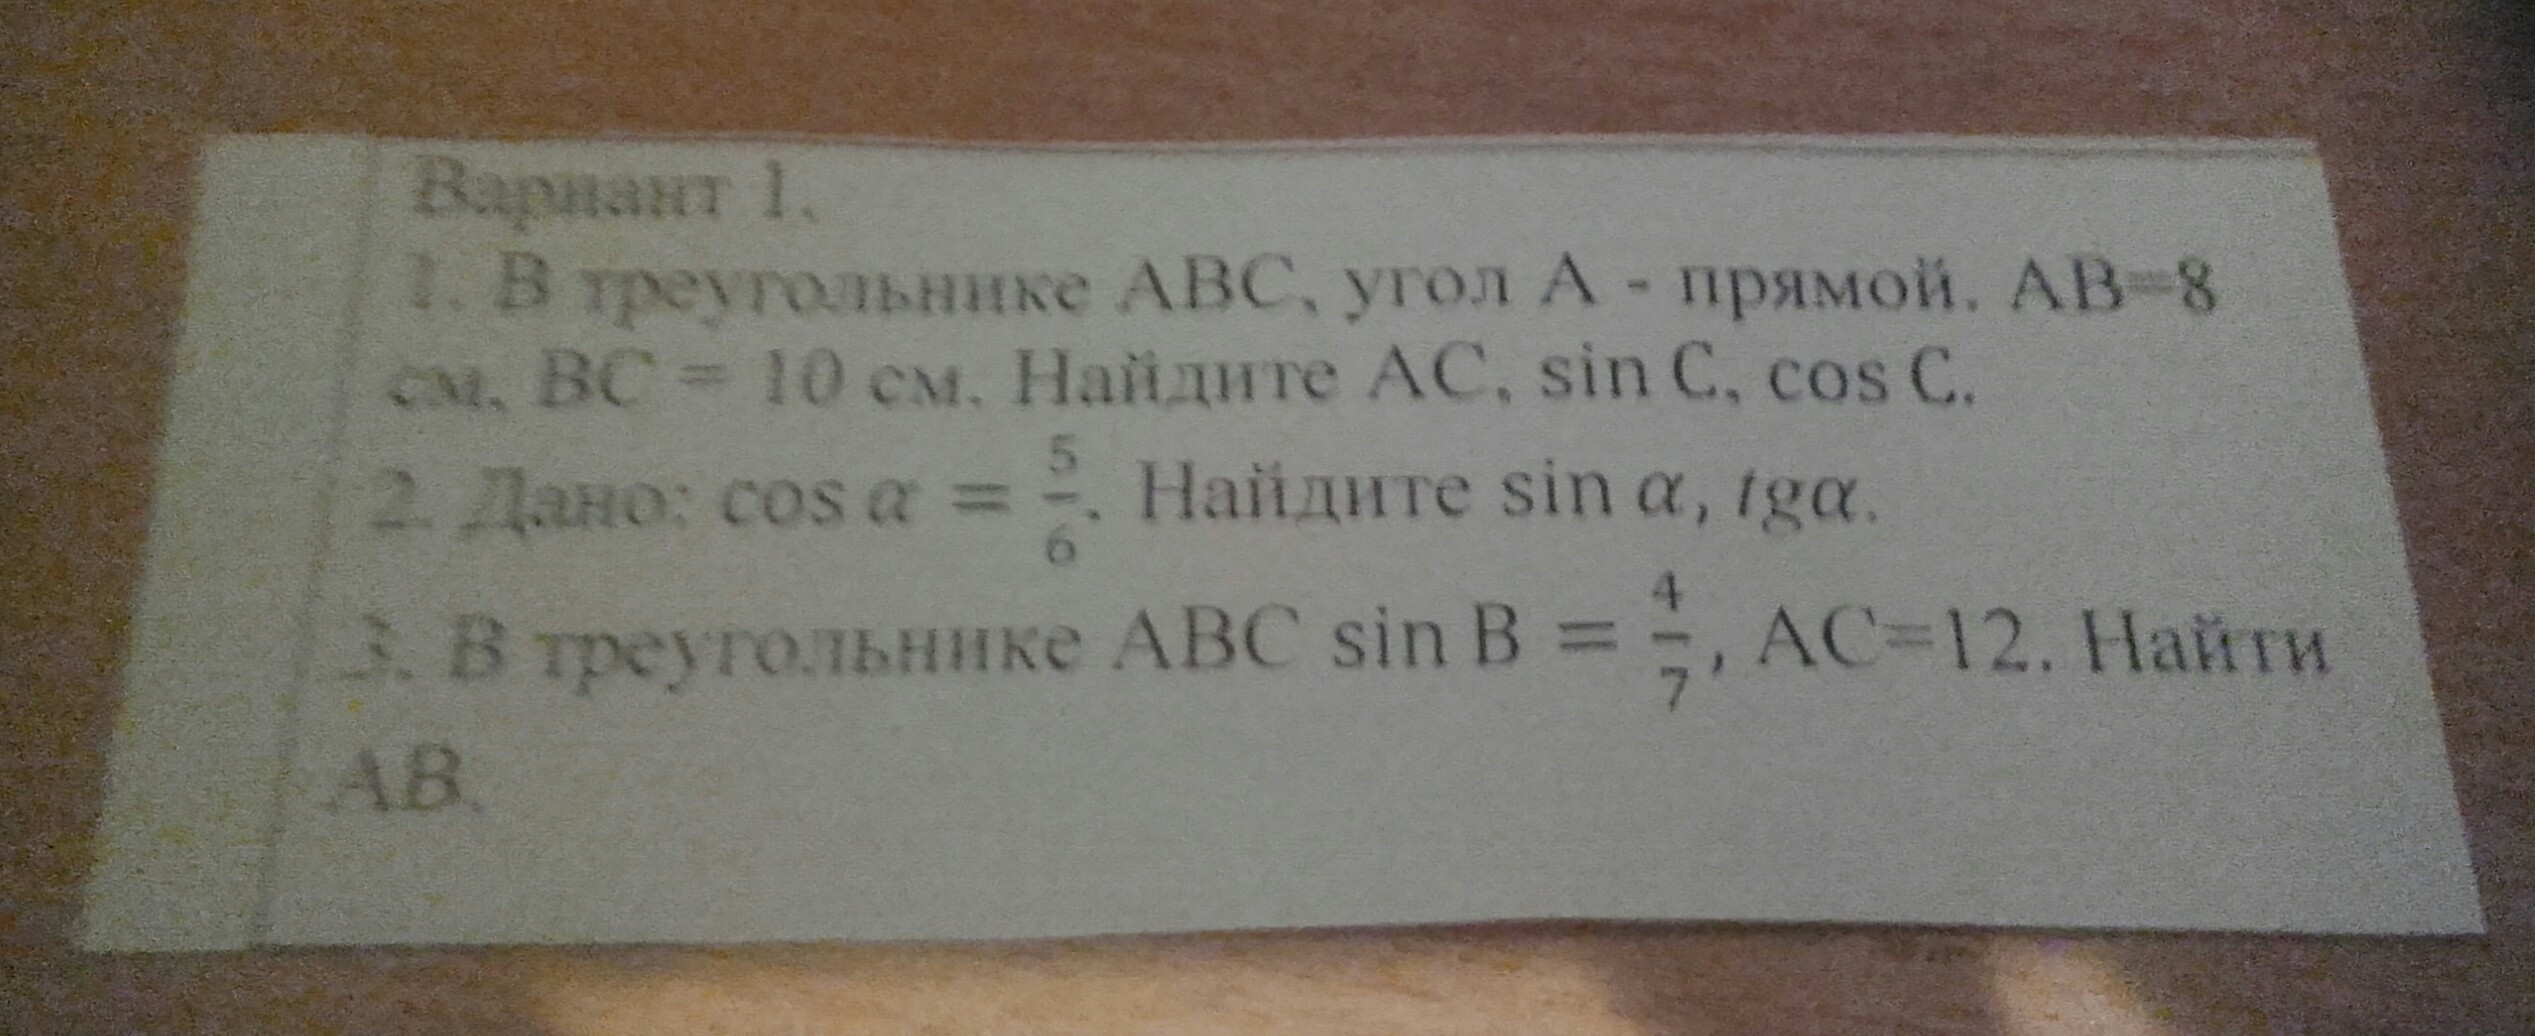 Вариант 1.
1. В треугольнике ABC, угол A - прямой. AB=8
см, BC = 10 см. Найдите AC, sin C, cos C.
2. Дано: cos α = 5/6. Найдите sin α, tgα.
3. В треугольнике ABC sin B = 4/7, AC=12. Найти
AB.